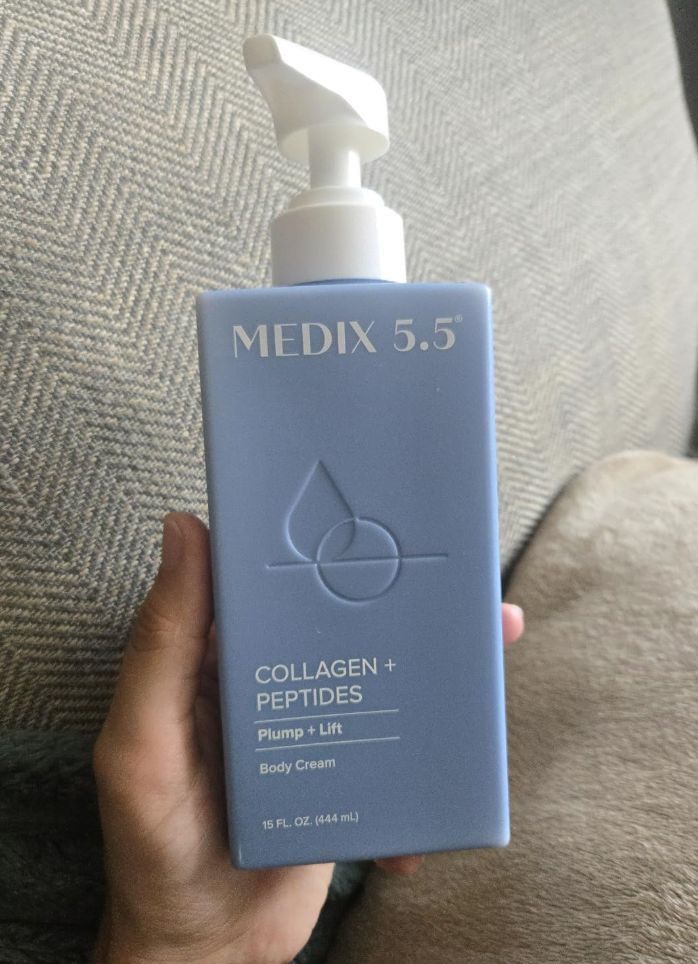 MEDIX 5.5®
COLLAGEN +
PEPTIDES
Plump + Lift
Body Cream
15 FL. OZ. (444 mL)